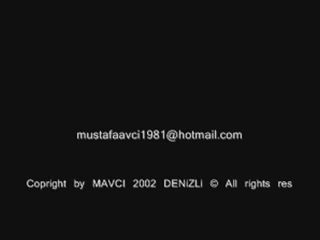 mustafaavci1981@hotmail.com
Copright by MAVCI 2002 DENiZLi © All rights res